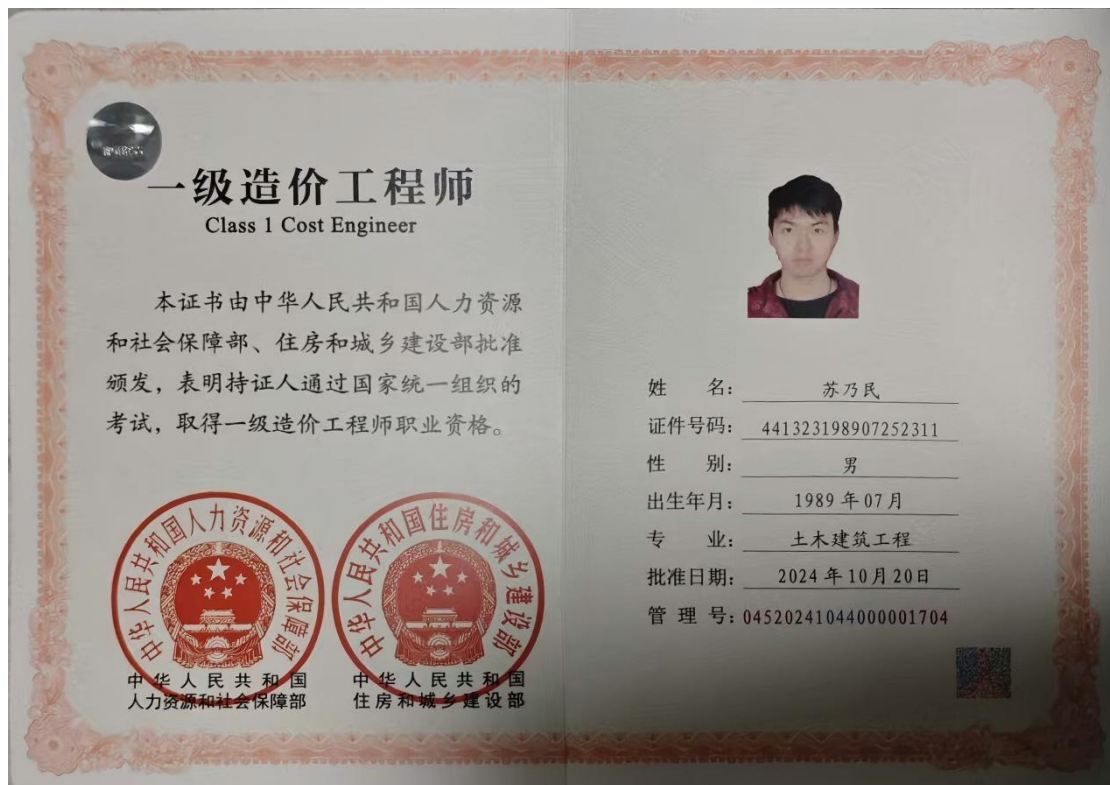 一级造价工程师
Class 1 Cost Engineer
本证书由中华人民共和国人力资源
和社会保障部、住房和城乡建设部批准
颁发，表明持证人通过国家统一组织的
考试，取得一级造价工程师职业资格。
中华人民共和国人力资源和社会保障部
中华人民共和国
人力资源和社会保障部
中华人民共和国住房和城乡建设部
中华人民共和国
住房和城乡建设部
姓 名： 苏乃民
证件号码： 441323198907252311
性 别： 男
出生年月： 1989 年 07 月
专 业： 土木建筑工程
批准日期： 2024 年 10 月 20 日
管 理 号： 04520241044000001704